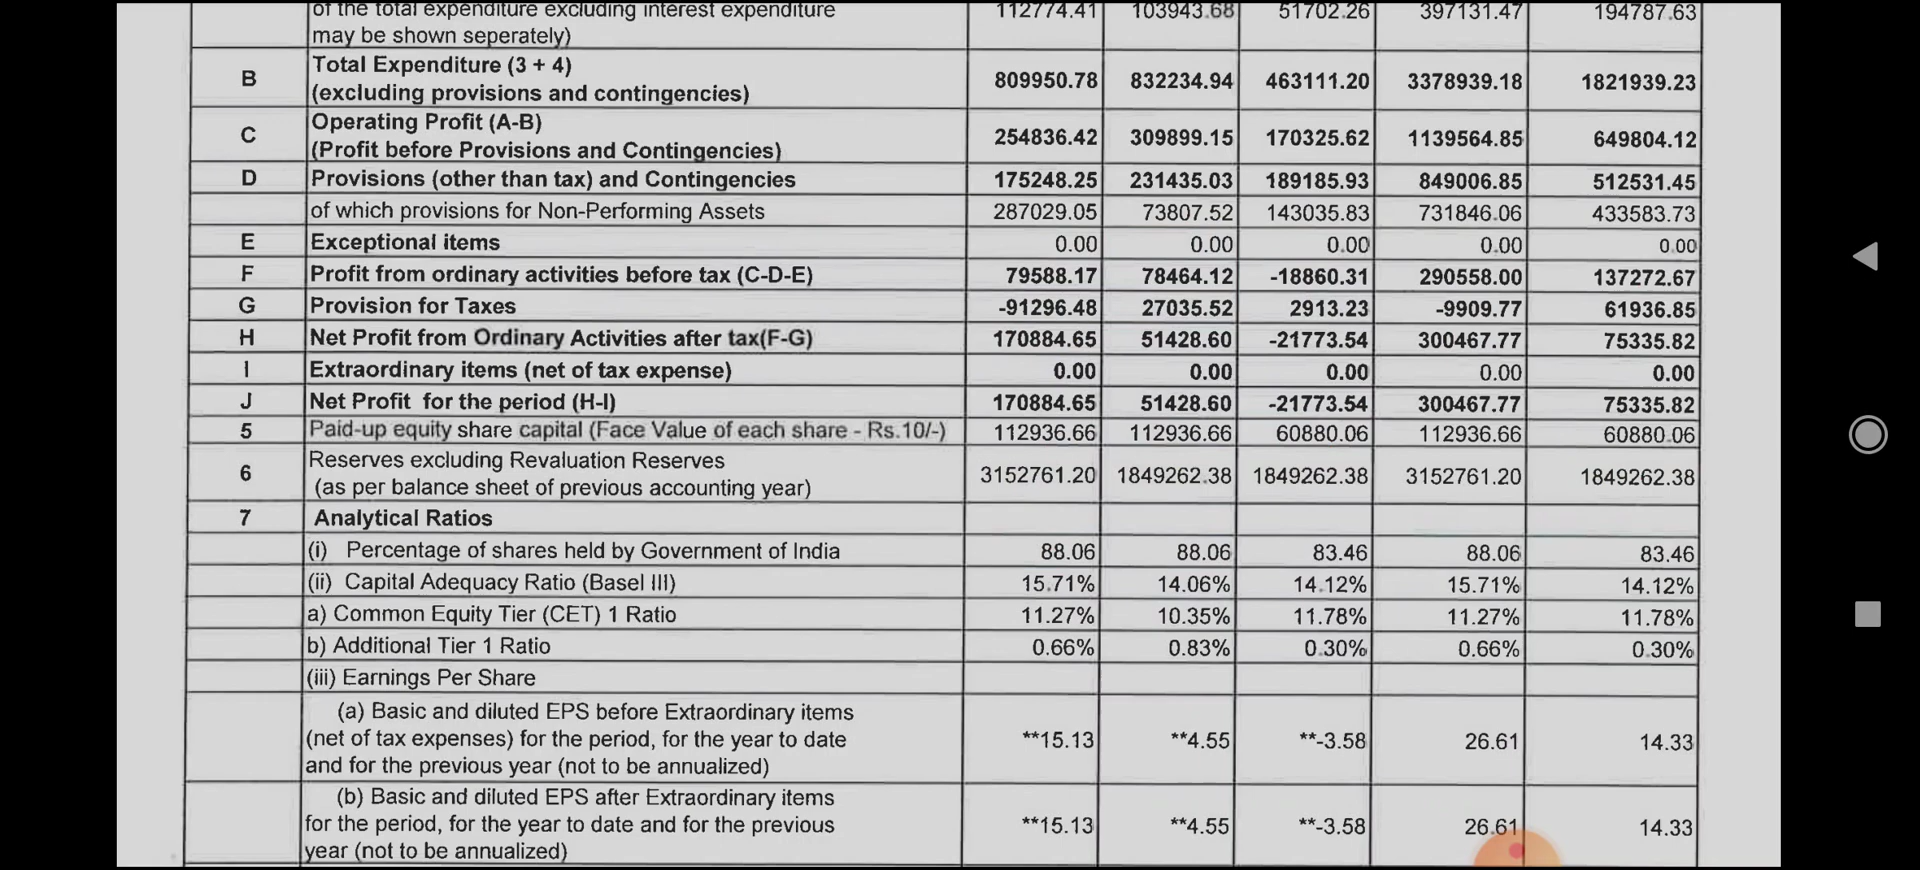 of the total expenditure excluding interest expenditure 112774.41 103943.68 51702.26 397131.47 194787.63
may be shown seperately)
B Total Expenditure (3 + 4)
(excluding provisions and contingencies) 809950.78 832234.94 463111.20 3378939.18 1821939.23
C Operating Profit (A-B)
(Profit before Provisions and Contingencies) 254836.42 309899.15 170325.62 1139564.85 649804.12
D Provisions (other than tax) and Contingencies 175248.25 231435.03 189185.93 849006.85 512531.45
of which provisions for Non-Performing Assets 287029.05 73807.52 143035.83 731846.06 433583.73
E Exceptional items 0.00 0.00 0.00 0.00 0.00
F Profit from ordinary activities before tax (C-D-E) 79588.17 78464.12 -18860.31 290558.00 137272.67
G Provision for Taxes -91296.48 27035.52 2913.23 -9909.77 61936.85
H Net Profit from Ordinary Activities after tax(F-G) 170884.65 51428.60 -21773.54 300467.77 75335.82
I Extraordinary items (net of tax expense) 0.00 0.00 0.00 0.00 0.00
J Net Profit for the period (H-I) 170884.65 51428.60 -21773.54 300467.77 75335.82
5 Paid-up equity share capital (Face Value of each share - Rs.10/-) 112936.66 112936.66 60880.06 112936.66 60880.06
6 Reserves excluding Revaluation Reserves
(as per balance sheet of previous accounting year) 3152761.20 1849262.38 1849262.38 3152761.20 1849262.38
7 Analytical Ratios
(i) Percentage of shares held by Government of India 88.06 88.06 83.46 88.06 83.46
(ii) Capital Adequacy Ratio (Basel III) 15.71% 14.06% 14.12% 15.71% 14.12%
a) Common Equity Tier (CET) 1 Ratio 11.27% 10.35% 11.78% 11.27% 11.78%
b) Additional Tier 1 Ratio 0.66% 0.83% 0.30% 0.66% 0.30%
(iii) Earnings Per Share
(a) Basic and diluted EPS before Extraordinary items
(net of tax expenses) for the period, for the year to date **15.13 **4.55 **-3.58 26.61 14.33
and for the previous year (not to be annualized)
(b) Basic and diluted EPS after Extraordinary items
for the period, for the year to date and for the previous **15.13 **4.55 **-3.58 26.61 14.33
year (not to be annualized)